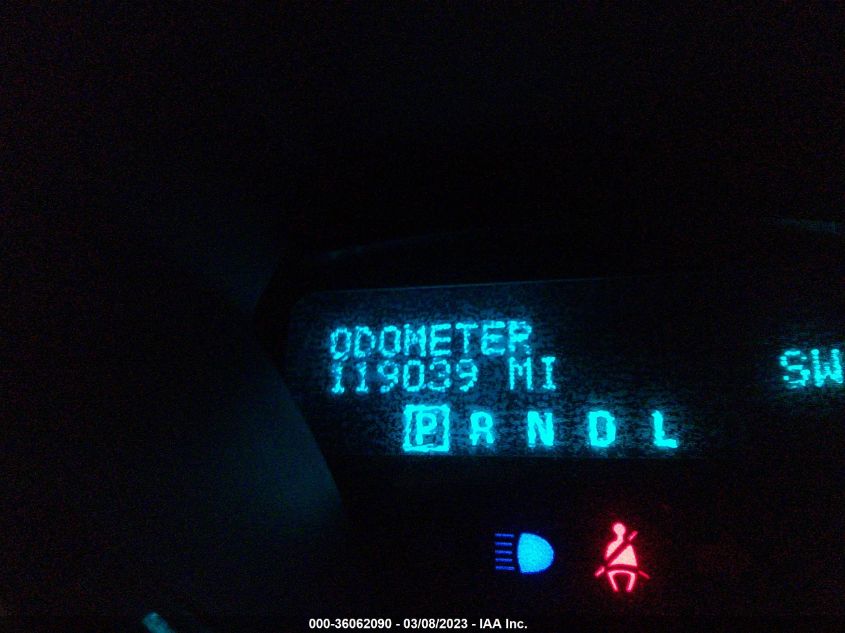 ODOMETER
119039 MI
SW
P R N D L
000-36062090 - 03/08/2023 - IAA Inc.